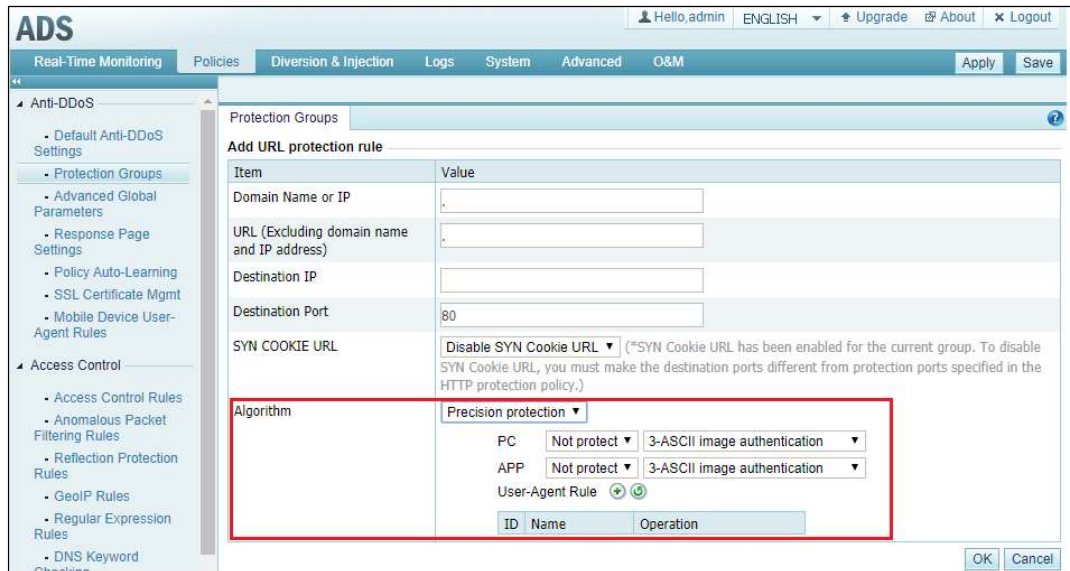 ADS
Hello,admin ENGLISH Upgrade About Logout
Real-Time Monitoring Policies Diversion & Injection Logs System Advanced O&M Apply Save
Anti-DDoS
Default Anti-DDoS
Settings
Protection Groups
Advanced Global
Parameters
Response Page
Settings
Policy Auto-Learning
SSL Certificate Mgmt
Mobile Device User-
Agent Rules
Access Control
Access Control Rules
Anomalous Packet
Filtering Rules
Reflection Protection
Rules
GeoIP Rules
Regular Expression
Rules
DNS Keyword
Checking
Protection Groups
Add URL protection rule
Item Value
Domain Name or IP .
URL (Excluding domain name
and IP address) .
Destination IP
Destination Port 80
SYN COOKIE URL Disable SYN Cookie URL (*SYN Cookie URL has been enabled for the current group. To disable
SYN Cookie URL, you must make the destination ports different from protection ports specified in the
HTTP protection policy.)
Algorithm Precision protection
PC Not protect 3-ASCII image authentication
APP Not protect 3-ASCII image authentication
User-Agent Rule
ID Name Operation
OK Cancel